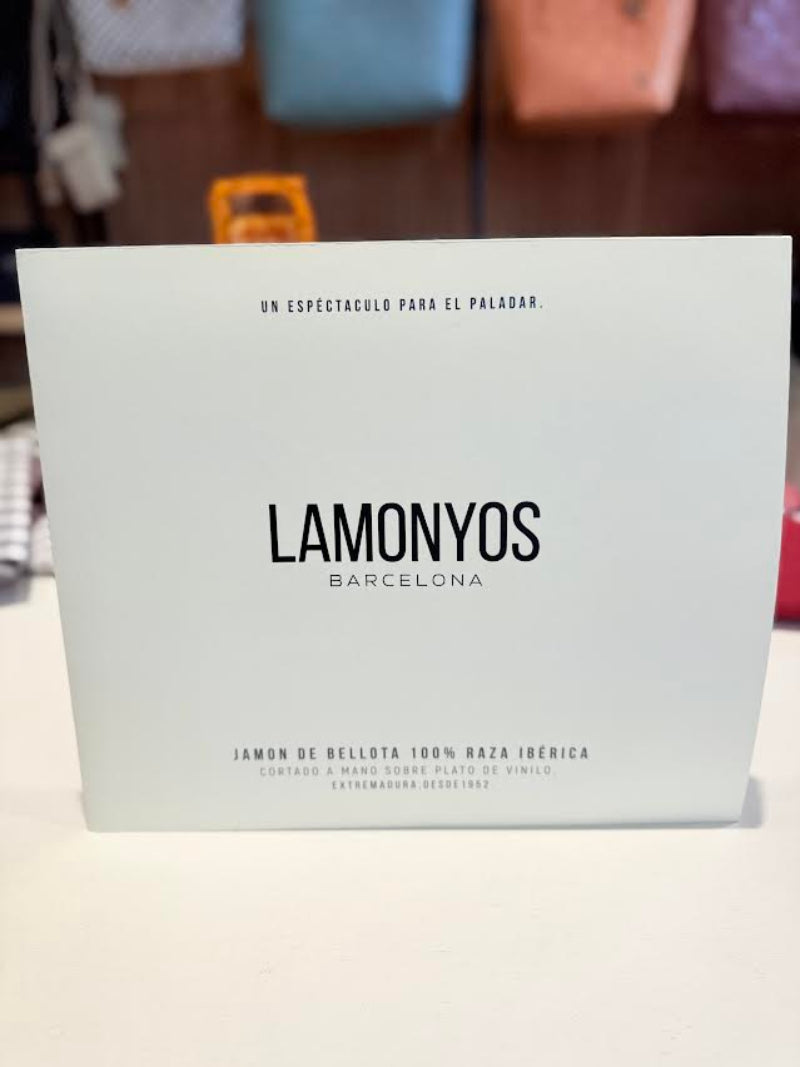 UN ESPÉCTACULO PARA EL PALADAR.
LAMONYOS
BARCELONA
JAMON DE BELLOTA 100% RAZA IBÉRICA
CORTADO A MANO SOBRE PLATO DE VINILO.
EXTREMADURA,DESDE1952